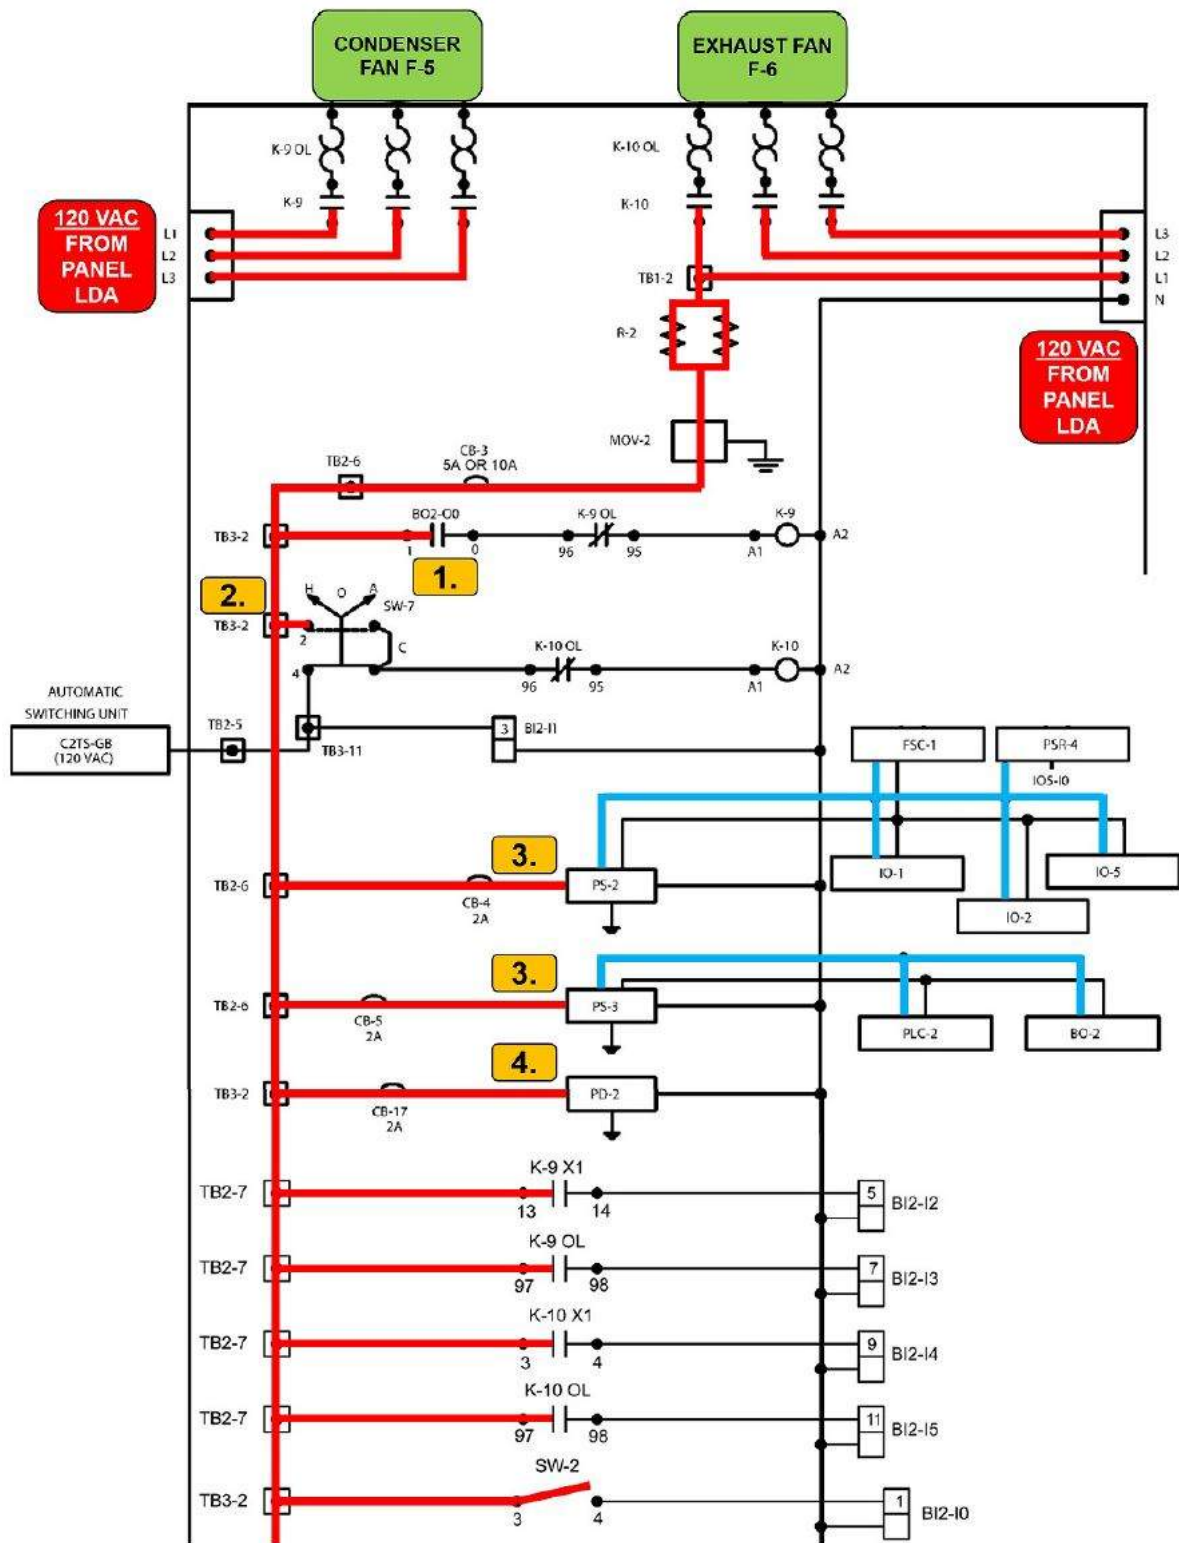 CONDENSER
FAN F-5
EXHAUST FAN
F-6
K-9 OL
K-10 OL
K-9
K-10
120 VAC
FROM
PANEL
LDA
L1
L2
L3
L3
L2
L1
N
TB1-2
R-2
120 VAC
FROM
PANEL
LDA
MOV-2
CB-3
5A OR 10A
TB2-6
TB3-2
BO2-O0
1
0
K-9 OL
96
95
K-9
A1
A2
1.
2.
TB3-2
H
O
A
SW-7
2
4
C
K-10 OL
96
95
K-10
A1
A2
AUTOMATIC
SWITCHING UNIT
C2TS-GB
(120 VAC)
TB2-5
TB3-11
3
BI2-I1
FSC-1
PSR-4
IO5-I0
3.
TB2-6
CB-4
2A
PS-2
IO-1
IO-5
IO-2
3.
TB2-6
CB-5
2A
PS-3
PLC-2
BO-2
4.
TB3-2
CB-17
2A
PD-2
K-9 X1
TB2-7
13
14
5
BI2-I2
K-9 OL
TB2-7
97
98
7
BI2-I3
K-10 X1
TB2-7
3
4
9
BI2-I4
K-10 OL
TB2-7
97
98
11
BI2-I5
SW-2
TB3-2
3
4
1
BI2-I0